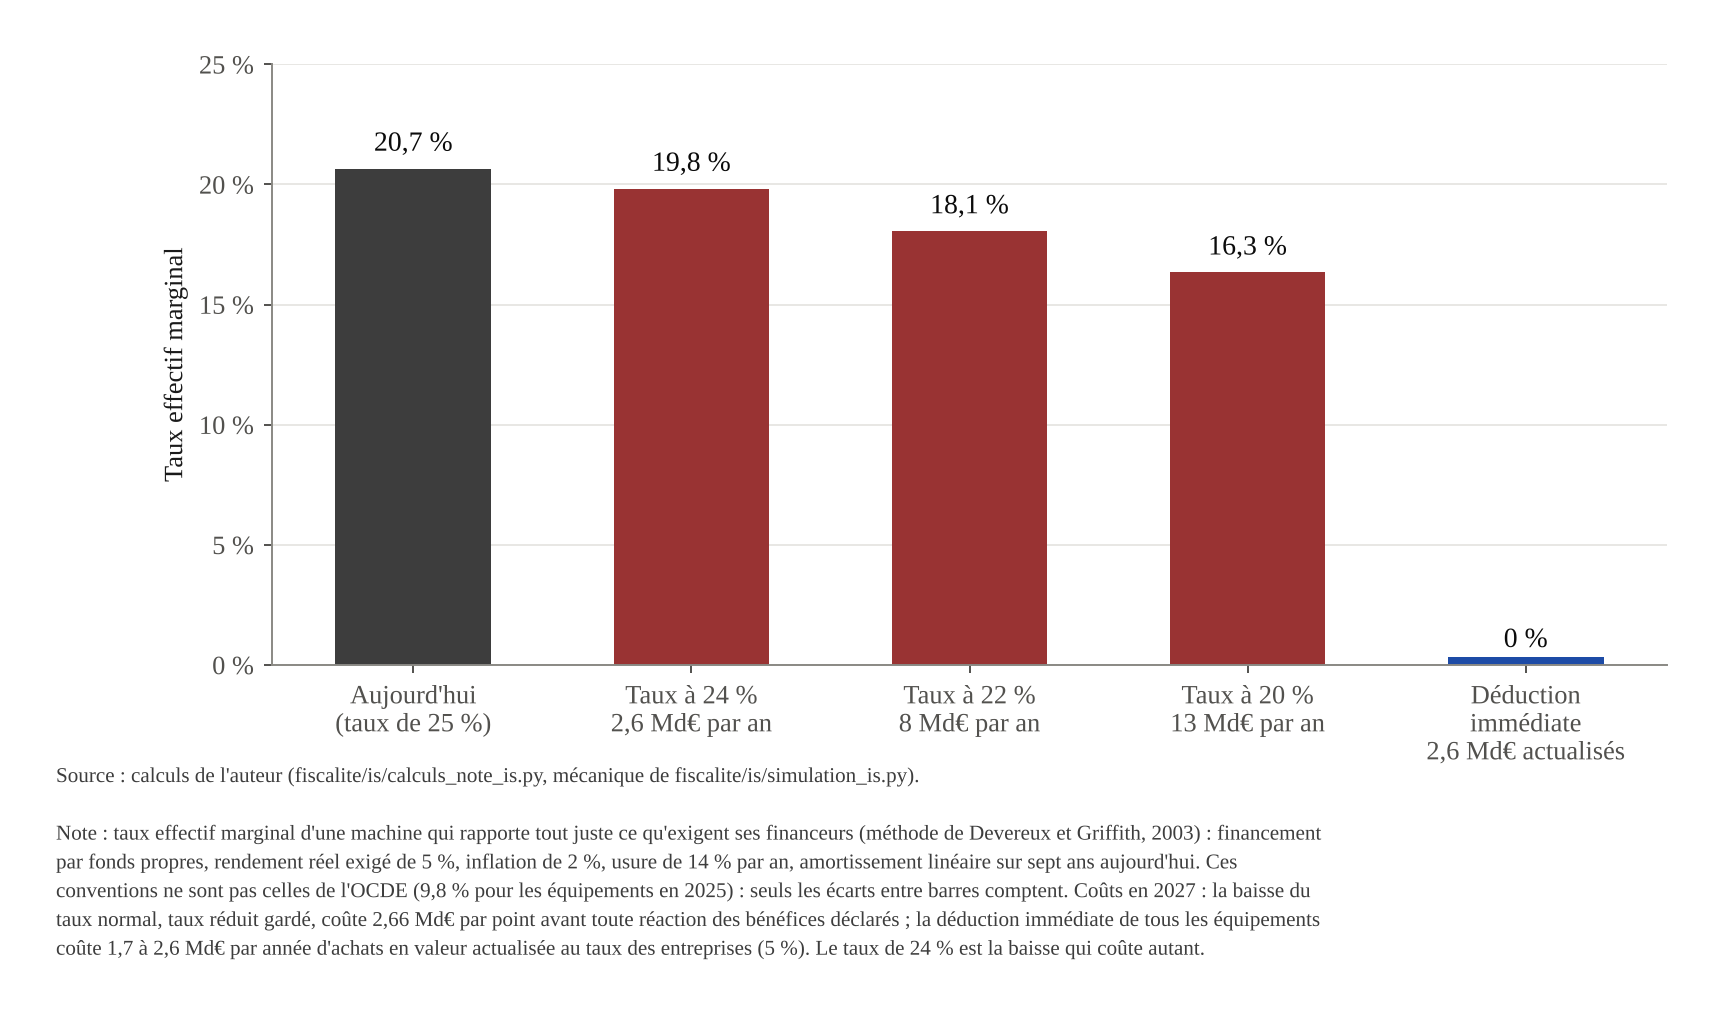 25 %
20 %
15 %
10 %
5 %
0 %
Taux effectif marginal
20,7 %
19,8 %
18,1 %
16,3 %
0 %
Aujourd'hui
(taux de 25 %)
Taux à 24 %
2,6 Md€ par an
Taux à 22 %
8 Md€ par an
Taux à 20 %
13 Md€ par an
Déduction
immédiate
2,6 Md€ actualisés
Source : calculs de l'auteur (fiscalite/is/calculs_note_is.py, mécanique de fiscalite/is/simulation_is.py).
Note : taux effectif marginal d'une machine qui rapporte tout juste ce qu'exigent ses financeurs (méthode de Devereux et Griffith, 2003) : financement
par fonds propres, rendement réel exigé de 5 %, inflation de 2 %, usure de 14 % par an, amortissement linéaire sur sept ans aujourd'hui. Ces
conventions ne sont pas celles de l'OCDE (9,8 % pour les équipements en 2025) : seuls les écarts entre barres comptent. Coûts en 2027 : la baisse du
taux normal, taux réduit gardé, coûte 2,66 Md€ par point avant toute réaction des bénéfices déclarés ; la déduction immédiate de tous les équipements
coûte 1,7 à 2,6 Md€ par année d'achats en valeur actualisée au taux des entreprises (5 %). Le taux de 24 % est la baisse qui coûte autant.